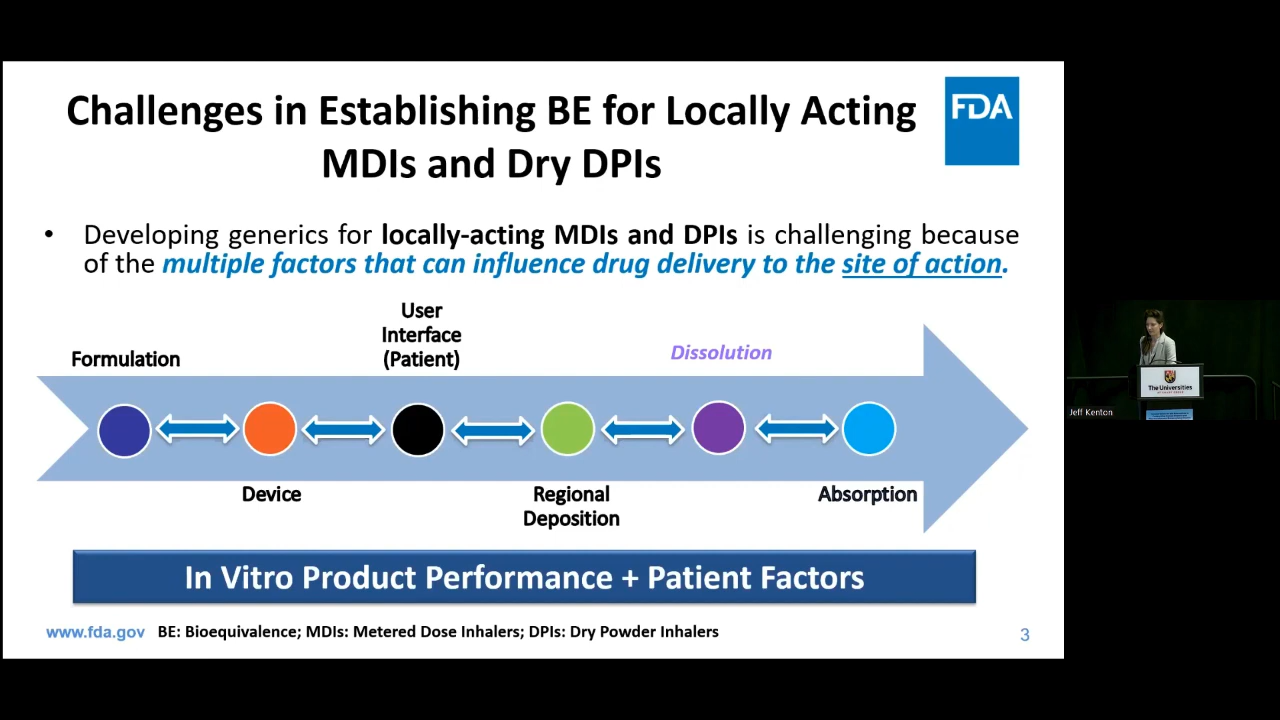 Challenges in Establishing BE for Locally Acting
MDIs and Dry DPIs
FDA
• Developing generics for locally-acting MDIs and DPIs is challenging because
of the multiple factors that can influence drug delivery to the site of action.
Formulation
User
Interface
(Patient)
Dissolution
Device
Regional
Deposition
Absorption
In Vitro Product Performance + Patient Factors
www.fda.gov BE: Bioequivalence; MDIs: Metered Dose Inhalers; DPIs: Dry Powder Inhalers
3
The Universities
Jeff Kenton